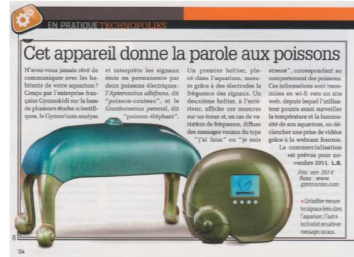 EN PRATIQUE TECHNOFOLIES
Cet appareil donne la parole aux poissons
N'avez-vous jamais rêvé de
communiquer avec les ha-
bitants de votre aquarium ?
Conçu par l'entreprise fran-
çaise Gymnokidi sur la base
de plusieurs études scientifi-
ques, le Gymno'com analyse
et interprète les signaux
émis en permanence par
deux poissons électriques:
l'Apteronotus albifrons, dit
"poisson-couteau", et le
Gnathonemus petersii, dit
"poisson-éléphant".
Un premier boîtier, pla-
cé dans l'aquarium, mesu-
re grâce à des électrodes la
fréquence des signaux. Un
deuxième boîtier, à l'exté-
rieur, affiche ces mesures
sur un écran et, en cas de va-
riation de fréquence, diffuse
des messages vocaux du type
"j'ai faim" ou "je suis
stressé", correspondant au
comportement des poissons.
Ces informations sont trans-
mises en wi-fi vers un site
web, depuis lequel l'utilisa-
teur pourra aussi surveiller
la température et la lumino-
sité de son aquarium, ou dé-
clencher une prise de vidéos
grâce à la webcam fournie.
La commercialisation
est prévue pour no-
vembre 2011. L.B.
Prix: env. 250 €
Rens.: www.
gymnocom.com
Un boîtier mesure
les signaux émis dans
l'aquarium; l'autre
les traduit en
messages vocaux.
134